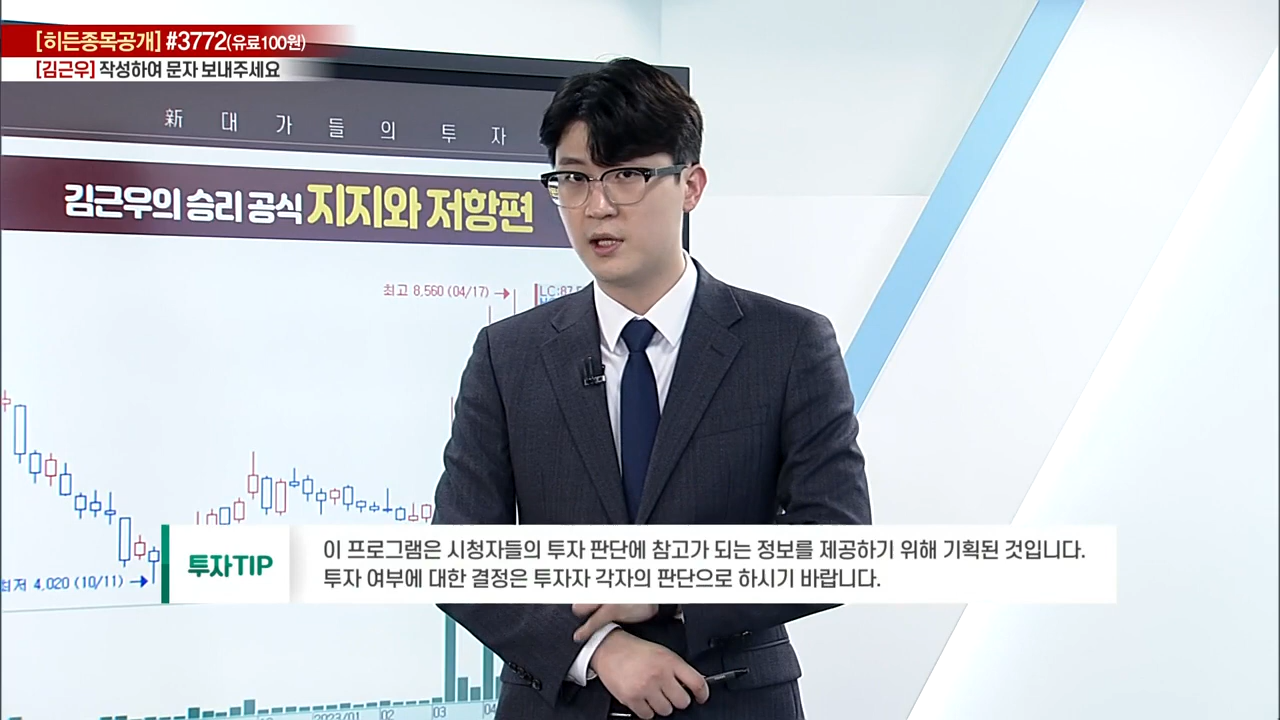 [히든종목공개] #3772(유료100원)
[김근우] 작성하여 문자 보내주세요
新 대 가 들 의 투 자
김근우의 승리 공식 지지와 저항편
최고 8,560 (04/17) →
LC:87.5
최저 4,020 (10/11) →
투자TIP
이 프로그램은 시청자들의 투자 판단에 참고가 되는 정보를 제공하기 위해 기획된 것입니다.
투자 여부에 대한 결정은 투자자 각자의 판단으로 하시기 바랍니다.
2023/01 02 03 04